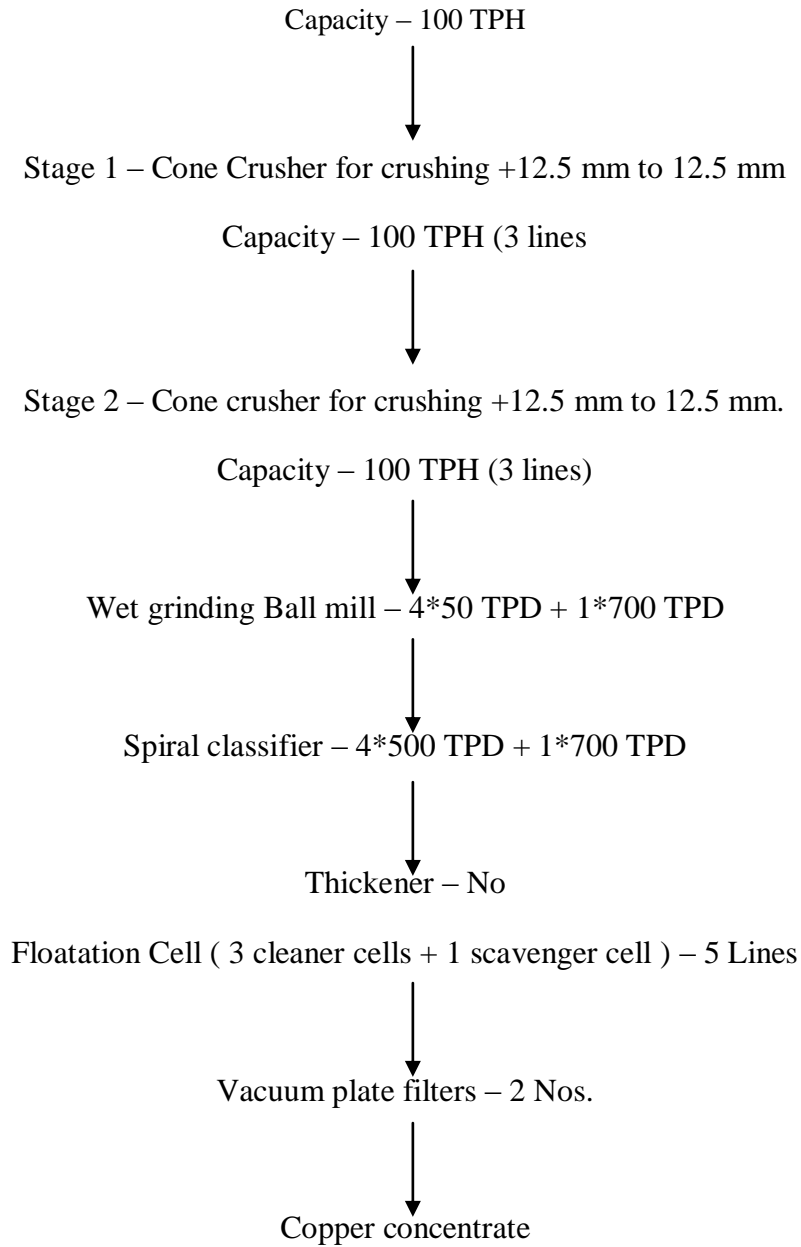 Capacity – 100 TPH
Stage 1 – Cone Crusher for crushing +12.5 mm to 12.5 mm
Capacity – 100 TPH (3 lines
Stage 2 – Cone crusher for crushing +12.5 mm to 12.5 mm.
Capacity – 100 TPH (3 lines)
Wet grinding Ball mill – 4*50 TPD + 1*700 TPD
Spiral classifier – 4*500 TPD + 1*700 TPD
Thickener – No
Floatation Cell ( 3 cleaner cells + 1 scavenger cell ) – 5 Lines
Vacuum plate filters – 2 Nos.
Copper concentrate